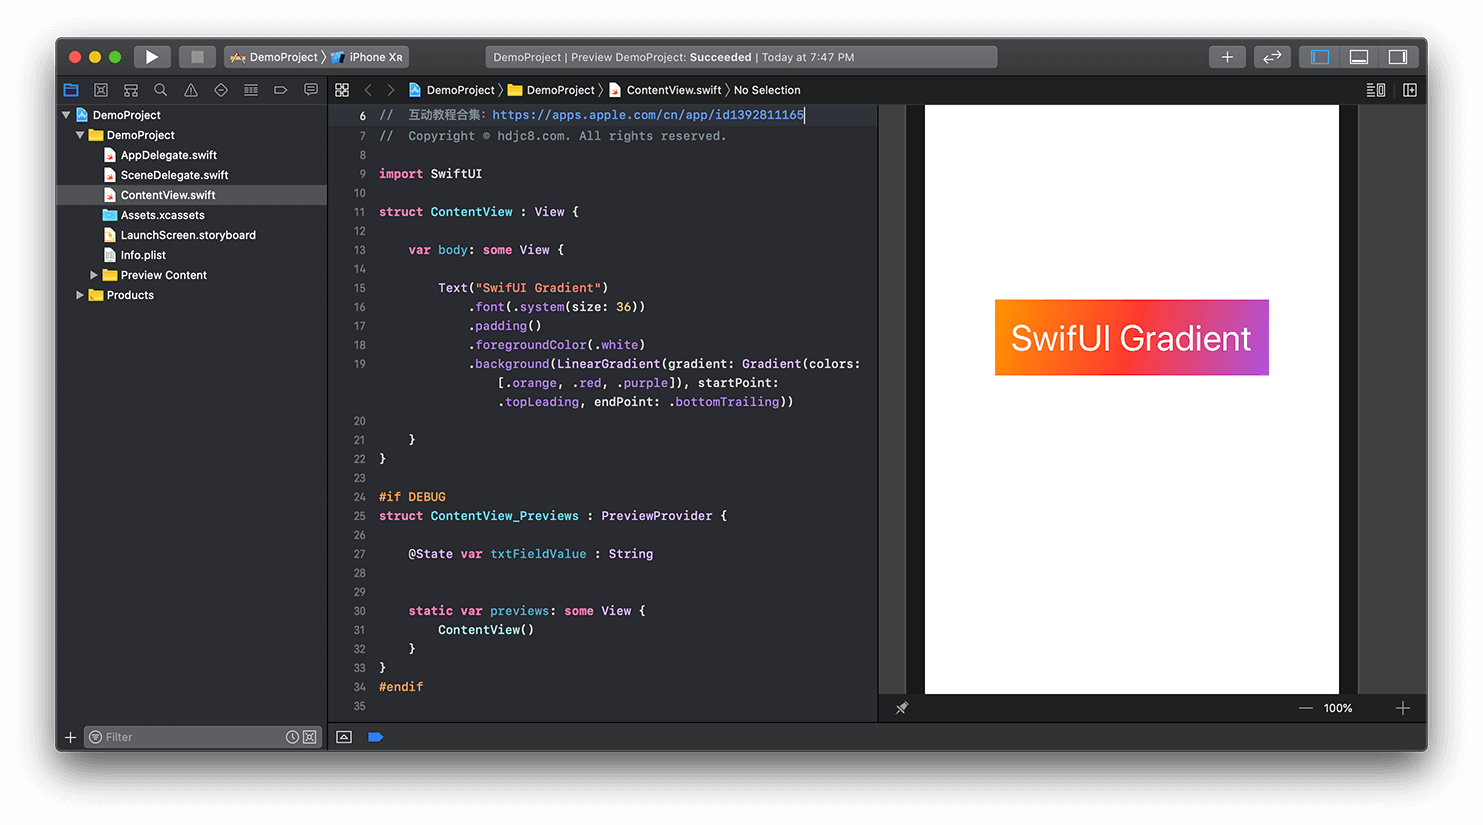 DemoProject
iPhone XR
DemoProject | Preview DemoProject: Succeeded | Today at 7:47 PM
DemoProject
DemoProject
ContentView.swift
No Selection
DemoProject
DemoProject
AppDelegate.swift
SceneDelegate.swift
ContentView.swift
Assets.xcassets
LaunchScreen.storyboard
Info.plist
Preview Content
Products
Filter
6 // 互动教程合集：https://apps.apple.com/cn/app/id1392811165
7 // Copyright © hdjc8.com. All rights reserved.
8
9 import SwiftUI
10
11 struct ContentView : View {
12
13 var body: some View {
14
15 Text("SwifUI Gradient")
16 .font(.system(size: 36))
17 .padding()
18 .foregroundColor(.white)
19 .background(LinearGradient(gradient: Gradient(colors:
[.orange, .red, .purple]), startPoint:
.topLeading, endPoint: .bottomTrailing))
20
21 }
22 }
23
24 #if DEBUG
25 struct ContentView_Previews : PreviewProvider {
26
27 @State var txtFieldValue : String
28
29
30 static var previews: some View {
31 ContentView()
32 }
33 }
34 #endif
35
SwifUI Gradient
100%